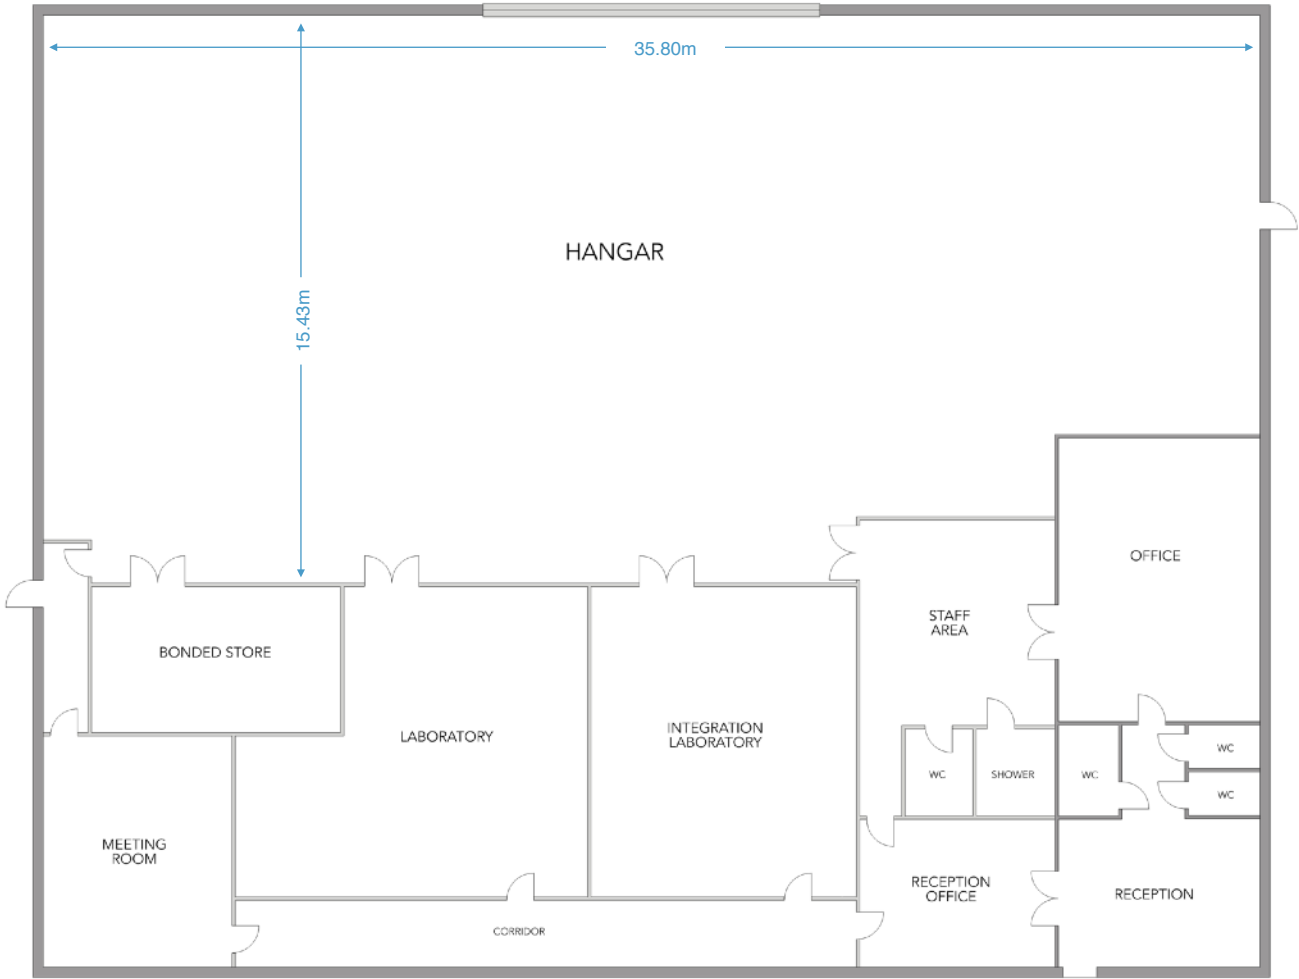 35.80m
HANGAR
15.43m
OFFICE
STAFF
AREA
BONDED STORE
LABORATORY
INTEGRATION
LABORATORY
WC
WC
SHOWER
WC
WC
MEETING
ROOM
RECEPTION
OFFICE
RECEPTION
CORRIDOR